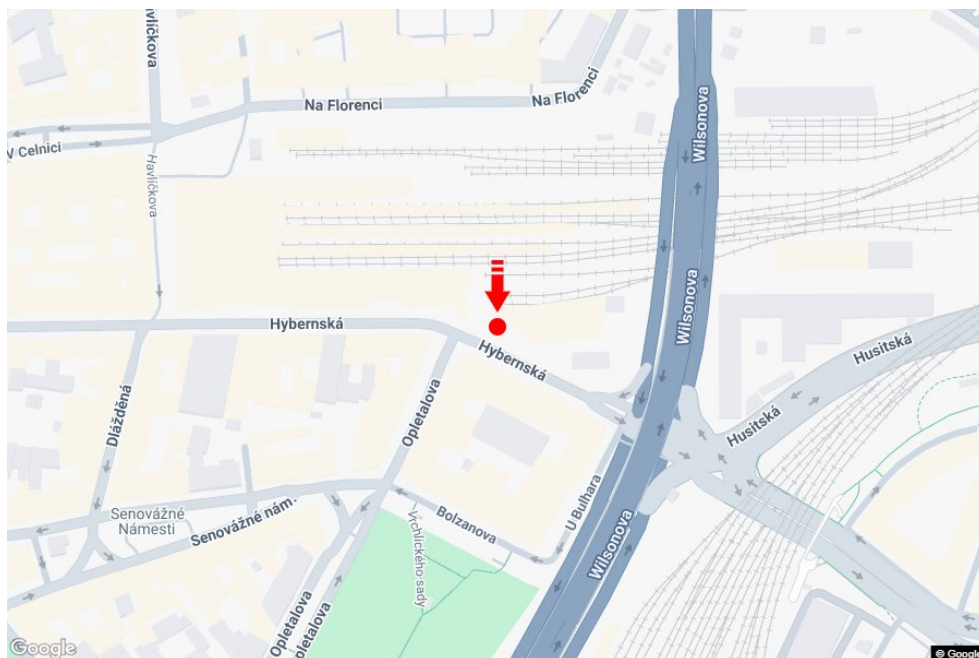 Havlíčkova
Na Florenci
Na Florenci
V Celnici
Havlíčkova
Wilsonova
Hybernská
Hybernská
Wilsonova
Husitská
Husitská
Dlážděná
Opletalova
Senovážné
Náměstí
Senovážné nám.
Bolzanova
U Bulhara
Vrchlického sady
Wilsonova
Opletalova
Opletalova
Google